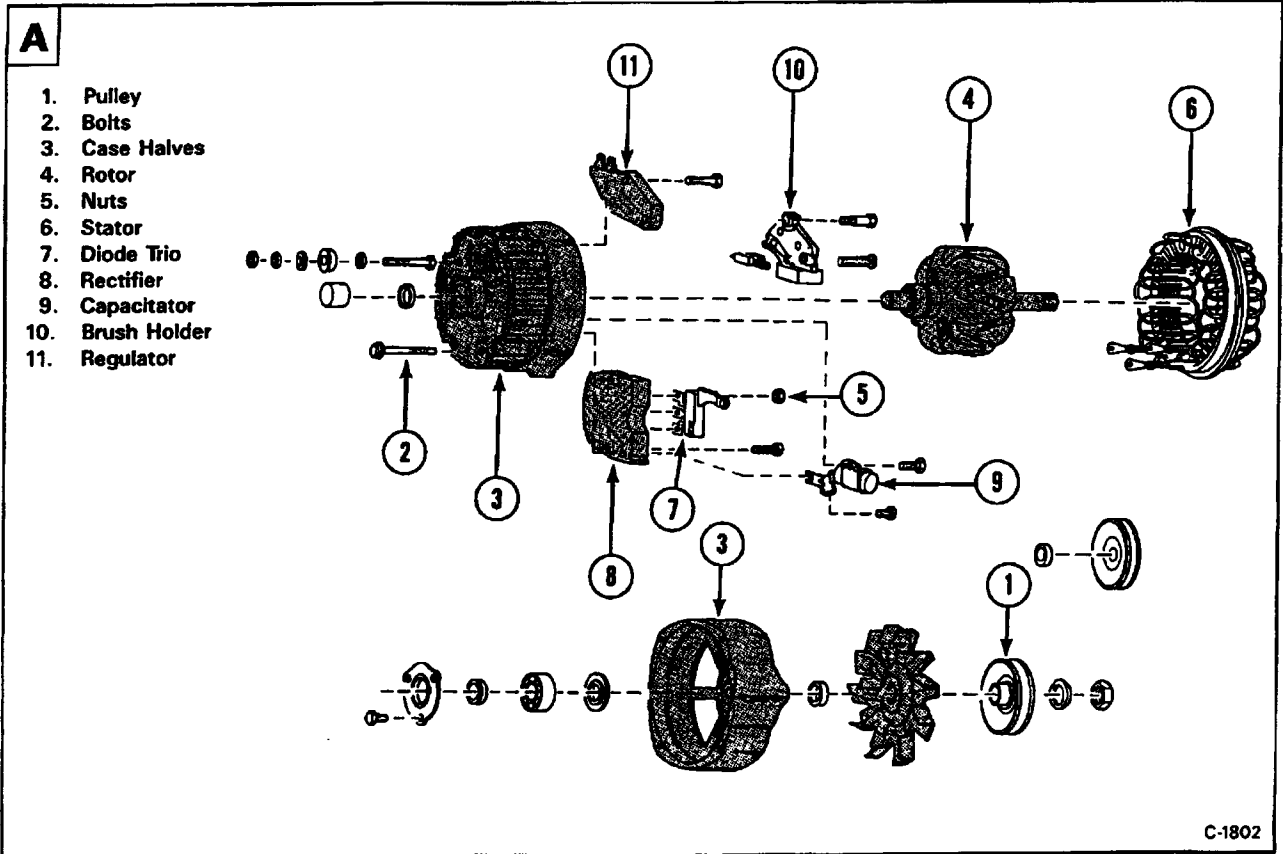 A
1. Pulley
2. Bolts
3. Case Halves
4. Rotor
5. Nuts
6. Stator
7. Diode Trio
8. Rectifier
9. Capacitator
10. Brush Holder
11. Regulator
11
10
4
6
5
2
3
7
9
8
3
1
C-1802